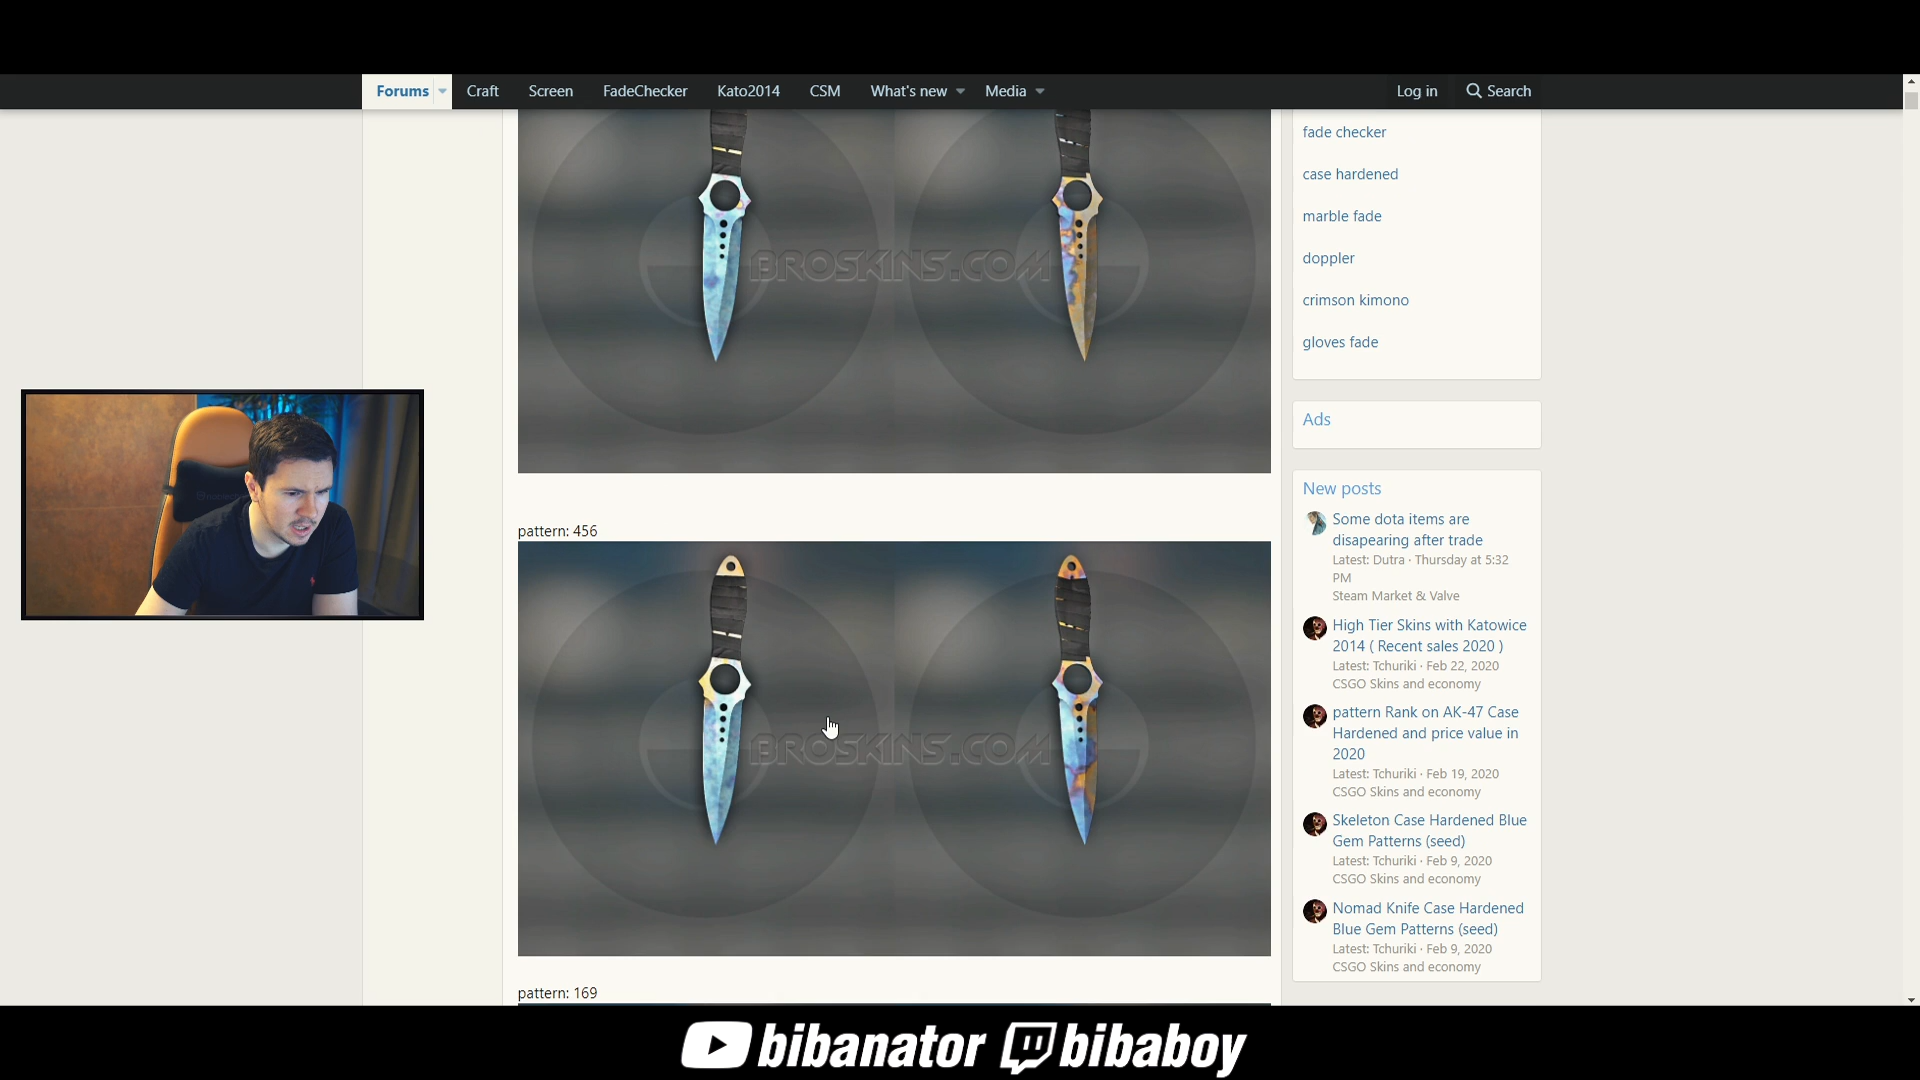 Forums Craft Screen FadeChecker Kato2014 CSM What's new Media Log in Search
BROSKINS.COM
pattern: 456
BROSKINS.COM
pattern: 169
fade checker
case hardened
marble fade
doppler
crimson kimono
gloves fade
Ads
New posts
Some dota items are
disapearing after trade
Latest: Dutra · Thursday at 5:32
PM
Steam Market & Valve
High Tier Skins with Katowice
2014 ( Recent sales 2020 )
Latest: Tchuriki · Feb 22, 2020
CSGO Skins and economy
pattern Rank on AK-47 Case
Hardened and price value in
2020
Latest: Tchuriki · Feb 19, 2020
CSGO Skins and economy
Skeleton Case Hardened Blue
Gem Patterns (seed)
Latest: Tchuriki · Feb 9, 2020
CSGO Skins and economy
Nomad Knife Case Hardened
Blue Gem Patterns (seed)
Latest: Tchuriki · Feb 9, 2020
CSGO Skins and economy
bibanator bibaboy